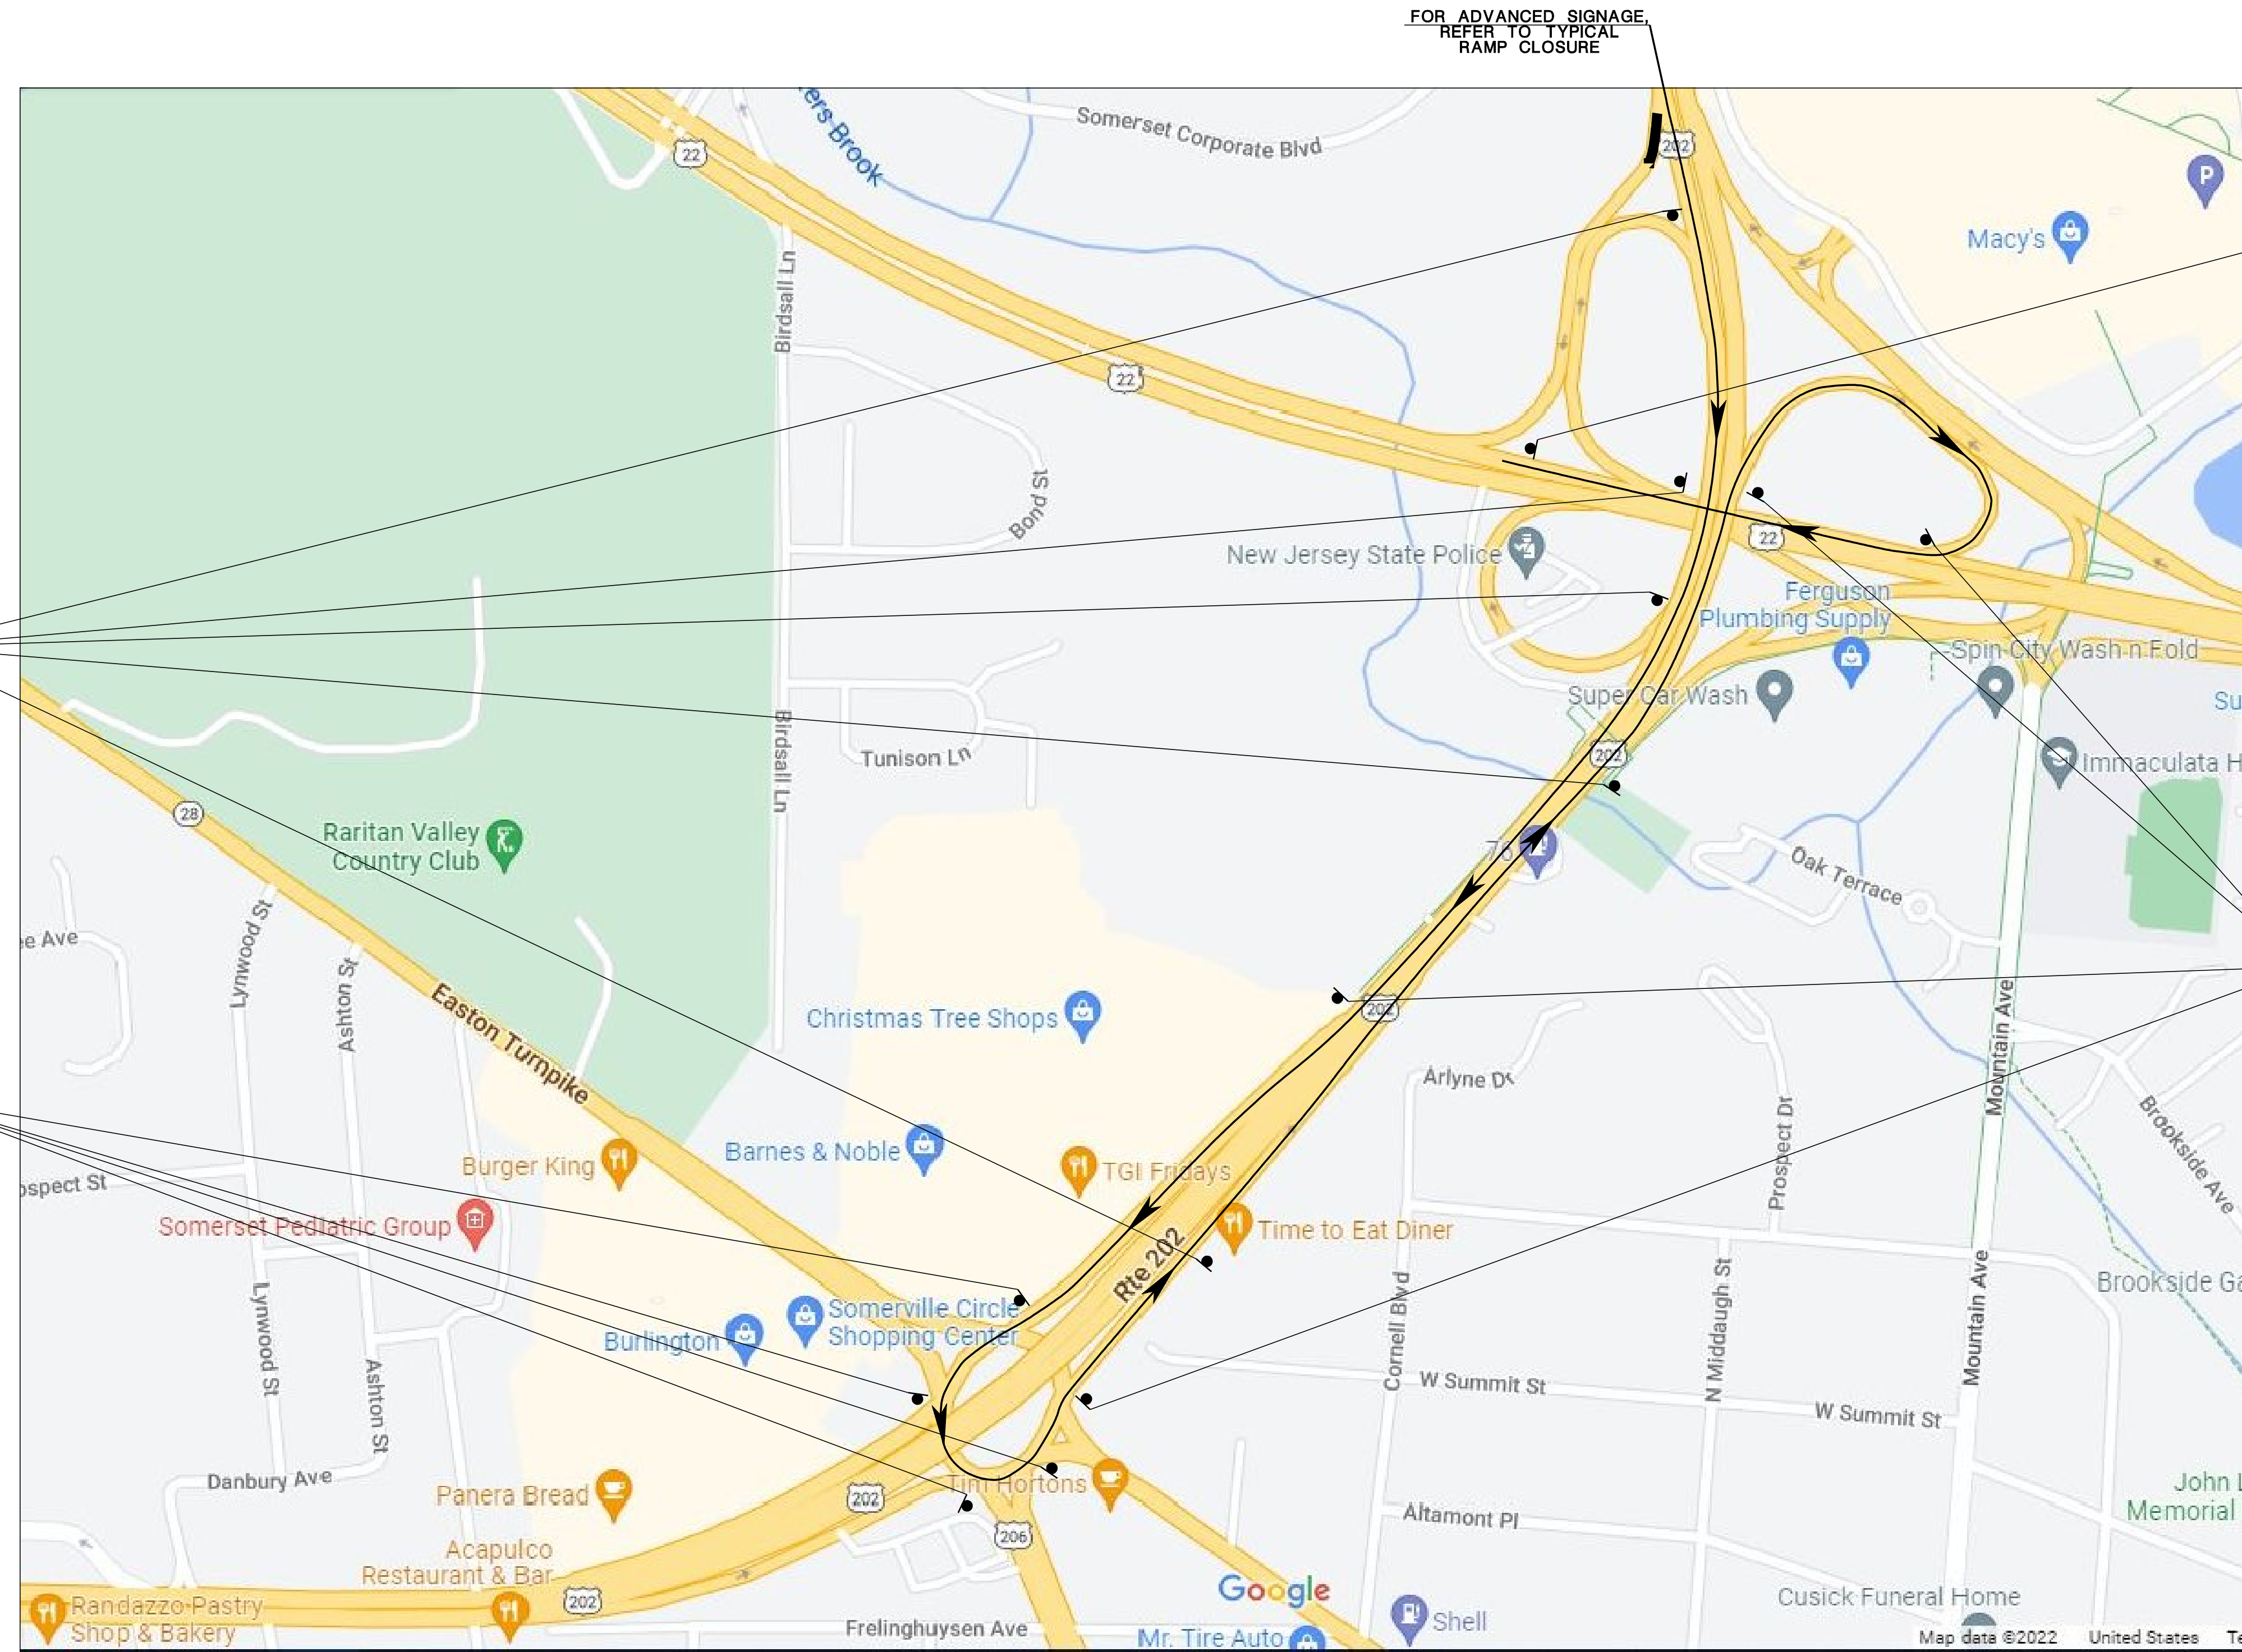 FOR ADVANCED SIGNAGE,
REFER TO TYPICAL
RAMP CLOSURE
ers Brook
Somerset Corporate Blvd
22
202
P
Macy's
Birdsall Ln
22
Bond St
New Jersey State Police
22
Ferguson
Plumbing Supply
Spin City Wash n Fold
Super Car Wash
Su
202
Immaculata H
Birdsall Ln
Tunison Ln
28
Raritan Valley
Country Club
76
Oak Terrace
ee Ave
Lynwood St
Ashton St
Easton Turnpike
Christmas Tree Shops
202
Mountain Ave
Arlyne Dr
Prospect Dr
Brookside Ave
Barnes & Noble
Burger King
TGI Fridays
ospect St
Somerset Pediatric Group
Time to Eat Diner
Rte 202
Brookside Ga
Somerville Circle
Shopping Center
Burlington
Lynwood St
Ashton St
Cornell Blvd
N Middaugh St
Mountain Ave
W Summit St
W Summit St
Danbury Ave
Panera Bread
202
Tim Hortons
John L
Memorial
Altamont Pl
206
Acapulco
Restaurant & Bar
Google
Cusick Funeral Home
Randazzo Pastry
Shop & Bakery
202
Shell
Frelinghuysen Ave
Mr. Tire Auto
Map data ©2022 United States Te